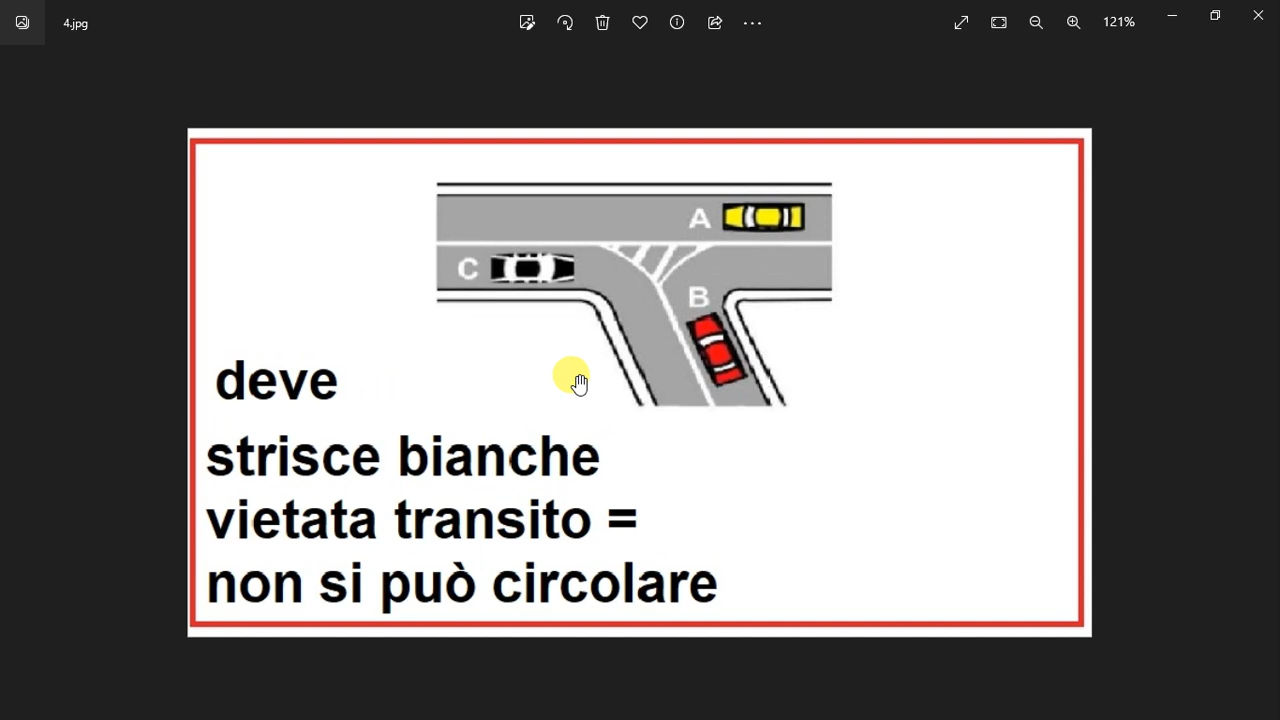 4.jpg
121%
A
C
B
deve
strisce bianche
vietata transito =
non si può circolare